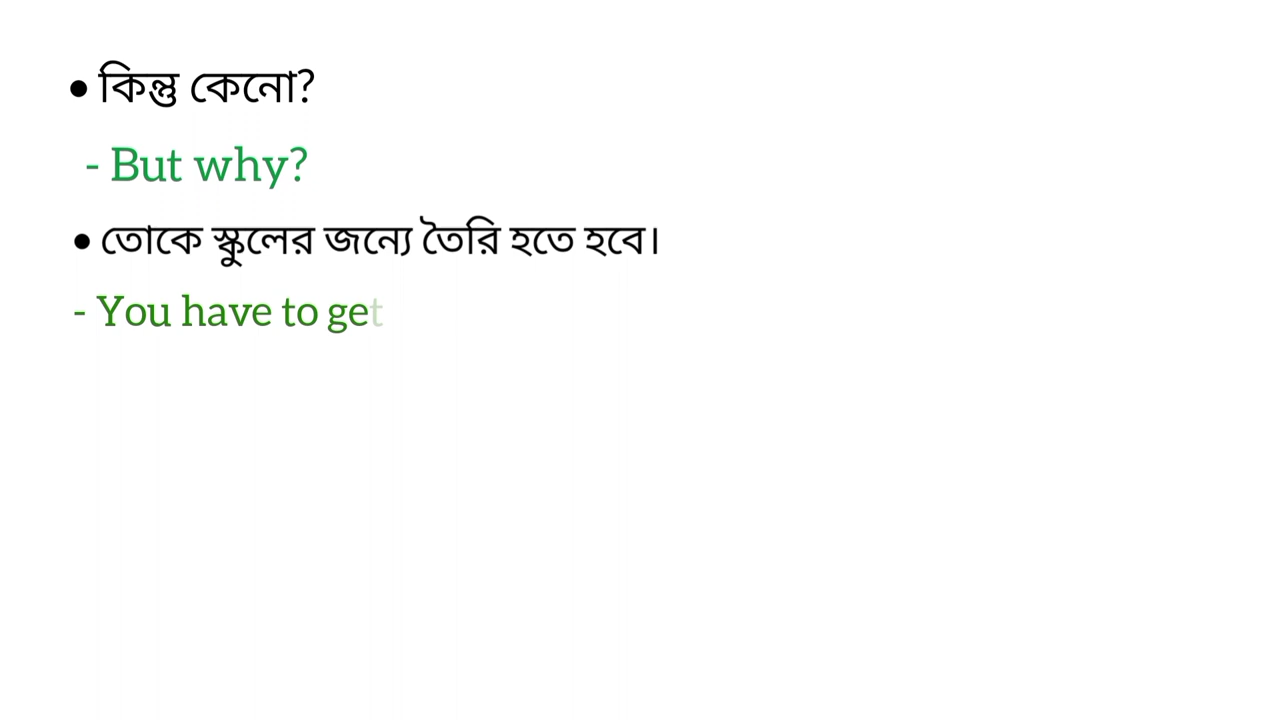 • কিন্তু কেনো?
- But why?
• তোকে স্কুলের জন্যে তৈরি হতে হবে।
- You have to get